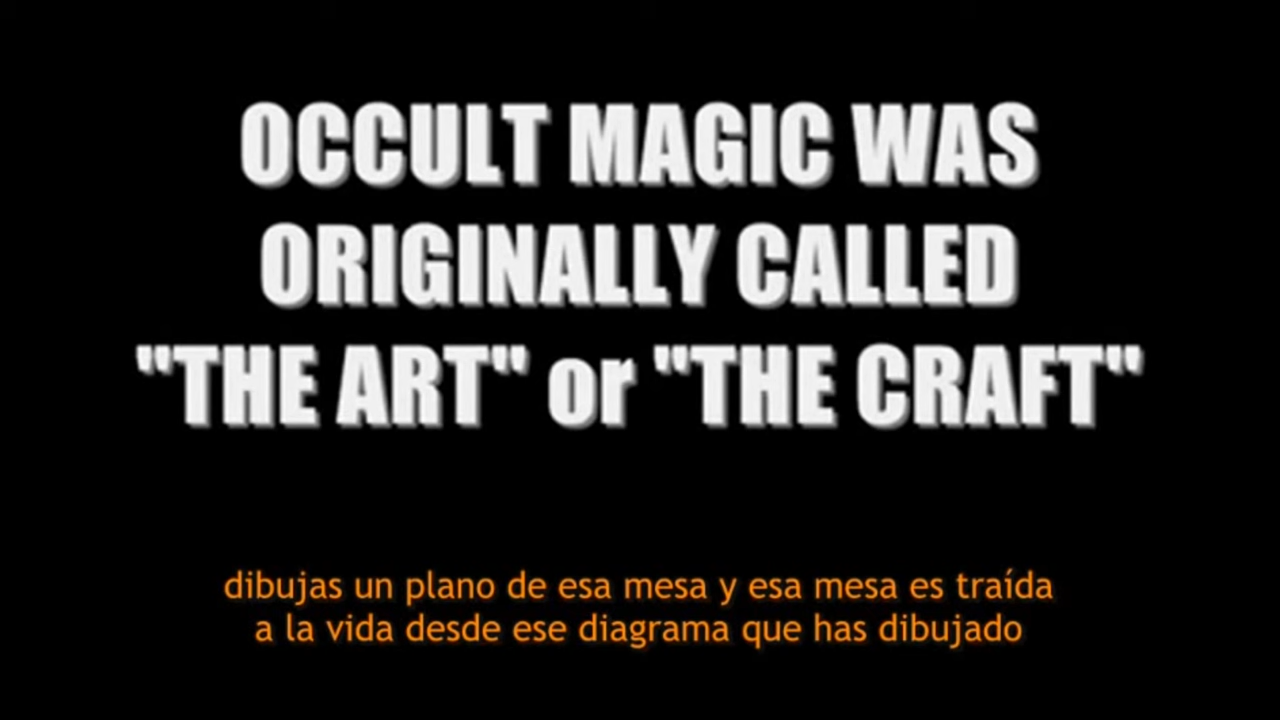 OCCULT MAGIC WAS
ORIGINALLY CALLED
"THE ART" or "THE CRAFT"
dibujas un plano de esa mesa y esa mesa es traída
a la vida desde ese diagrama que has dibujado